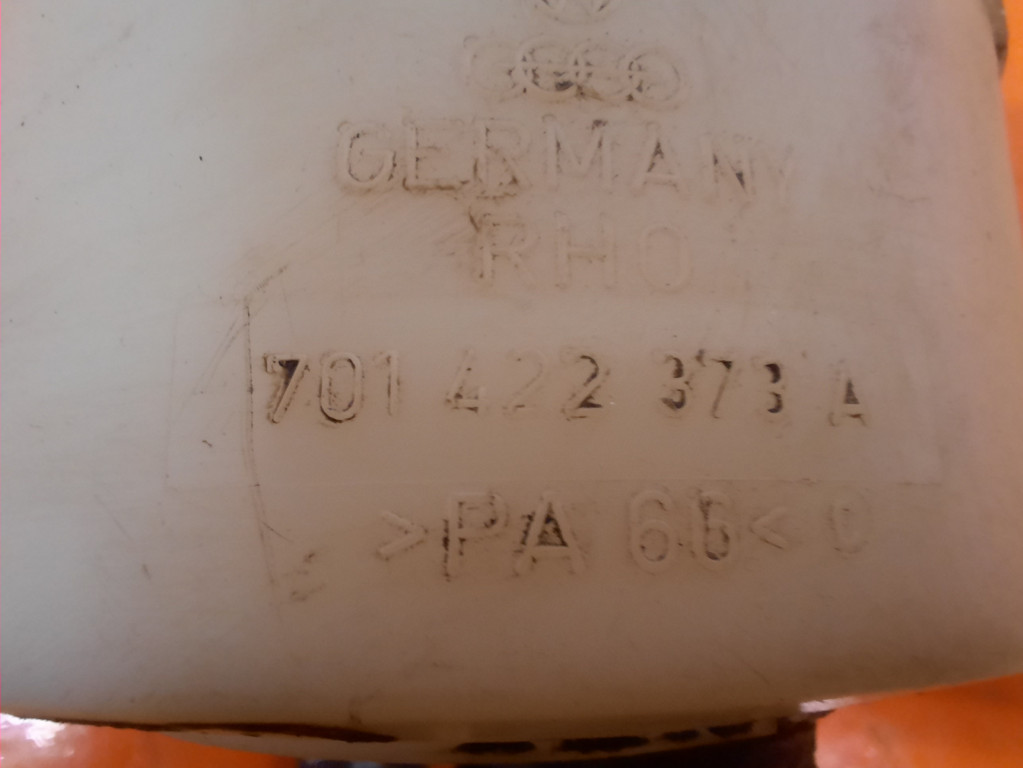 GERMANY
RHO
701 422 373 A
>PA 66< C